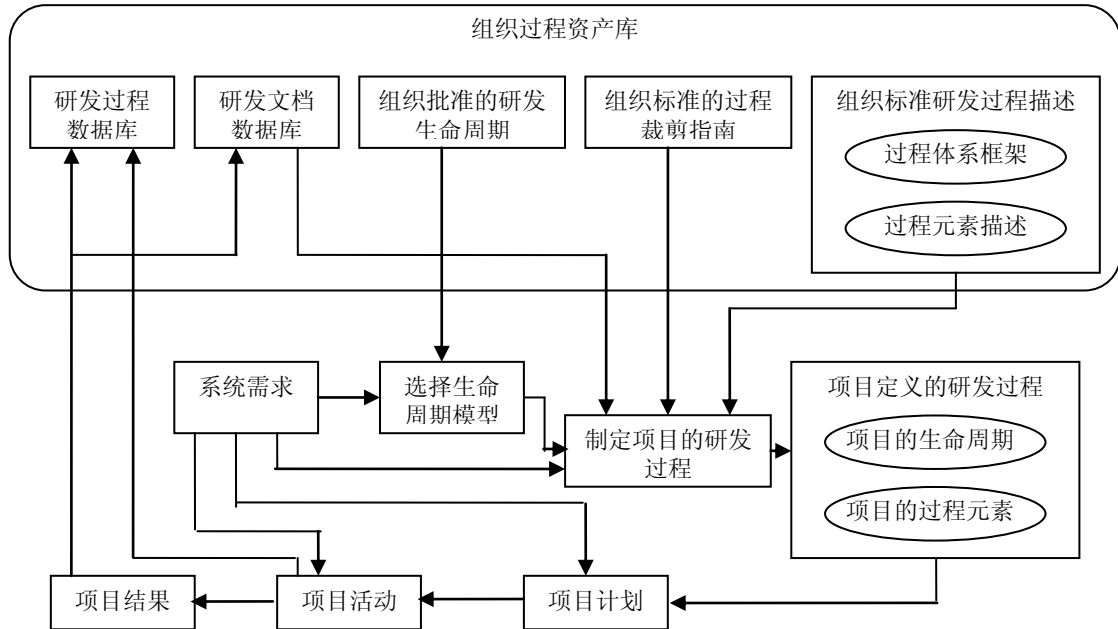 组织过程资产库
研发过程
数据库
研发文档
数据库
组织批准的研发
生命周期
组织标准的过程
裁剪指南
组织标准研发过程描述
过程体系框架
过程元素描述
系统需求
选择生命
周期模型
制定项目的研发
过程
项目定义的研发过程
项目的生命周期
项目的过程元素
项目结果
项目活动
项目计划